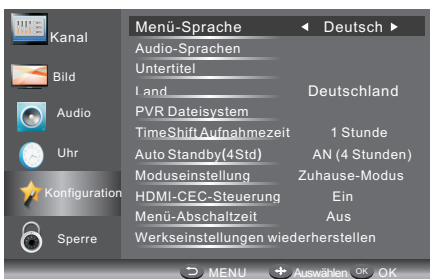 Kanal
Bild
Audio
Uhr
Konfiguration
Sperre
Menü-Sprache Deutsch
Audio-Sprachen
Untertitel
Land Deutschland
PVR Dateisystem
TimeShift Aufnahmezeit 1 Stunde
Auto Standby(4Std) AN (4 Stunden)
Moduseinstellung Zuhause-Modus
HDMI-CEC-Steuerung Ein
Menü-Abschaltzeit Aus
Werkseinstellungen wiederherstellen
MENU Auswählen OK OK